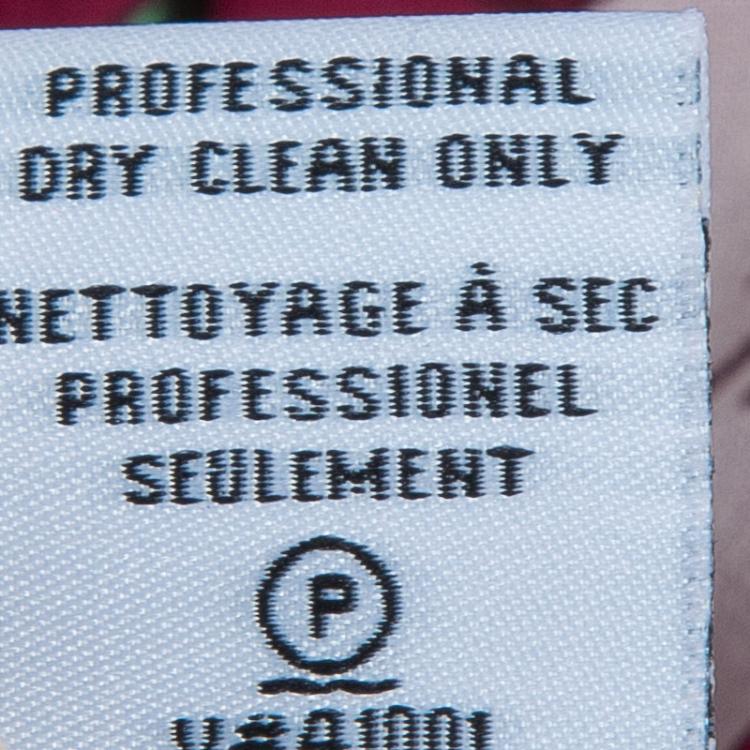 PROFESSIONAL
DRY CLEAN ONLY
NETTOYAGE À SEC
PROFESSIONEL
SEULEMENT
P